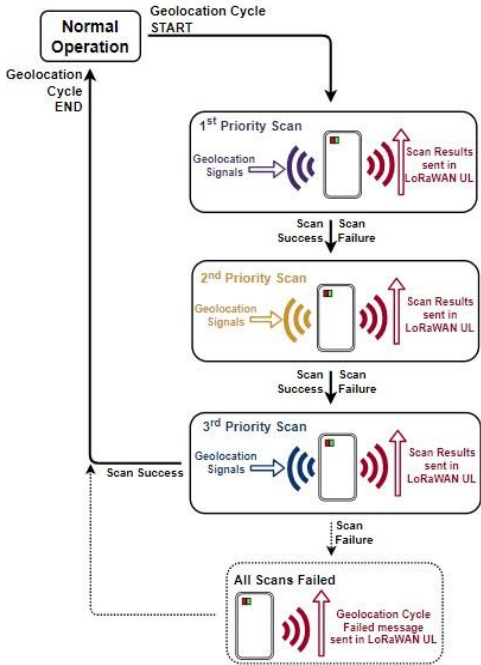 Normal
Operation
Geolocation Cycle
START
Geolocation
Cycle
END
1st Priority Scan
Geolocation
Signals
Scan Results
sent in
LoRaWAN UL
Scan
Success
Scan
Failure
2nd Priority Scan
Geolocation
Signals
Scan Results
sent in
LoRaWAN UL
Scan
Success
Scan
Failure
3rd Priority Scan
Geolocation
Signals
Scan Results
sent in
LoRaWAN UL
Scan Success
Scan
Failure
All Scans Failed
Geolocation Cycle
Failed message
sent in LoRaWAN UL